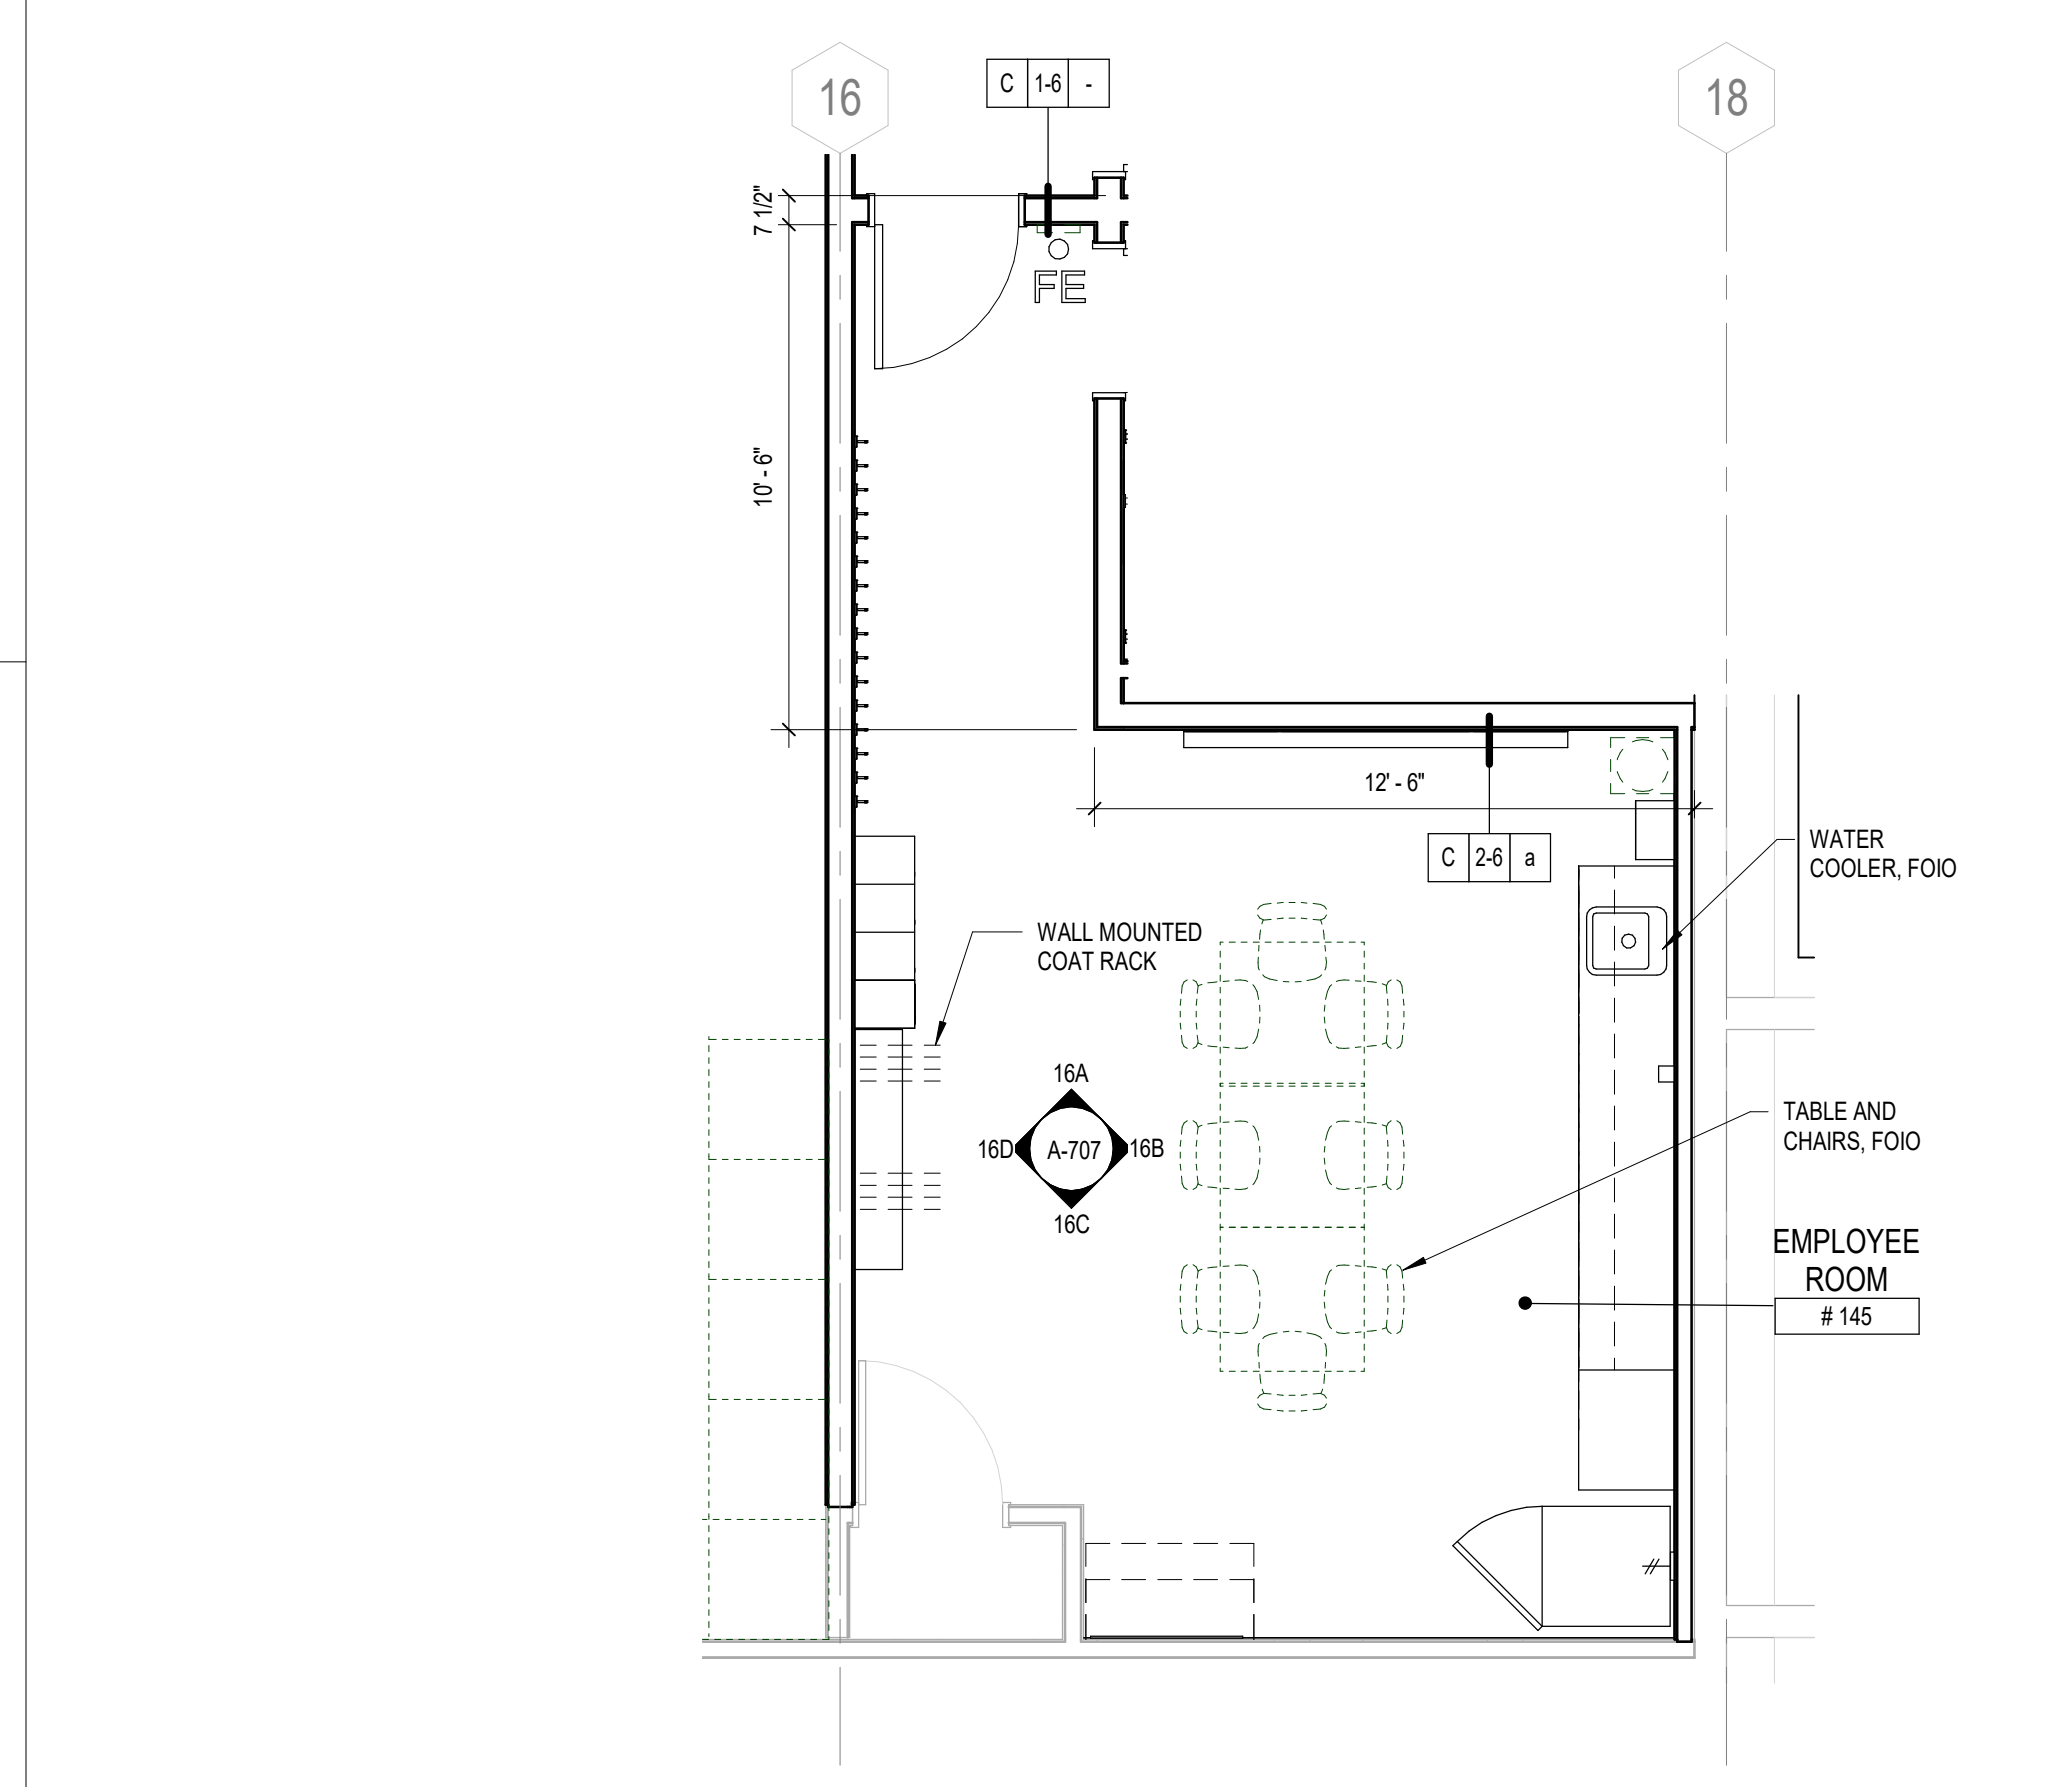 16
18
C 1-6 -
7 1/2"
FE
10' - 6"
12' - 6"
C 2-6 a
WATER
COOLER, FOIO
WALL MOUNTED
COAT RACK
16A
16D A-707 16B
16C
TABLE AND
CHAIRS, FOIO
EMPLOYEE
ROOM
# 145